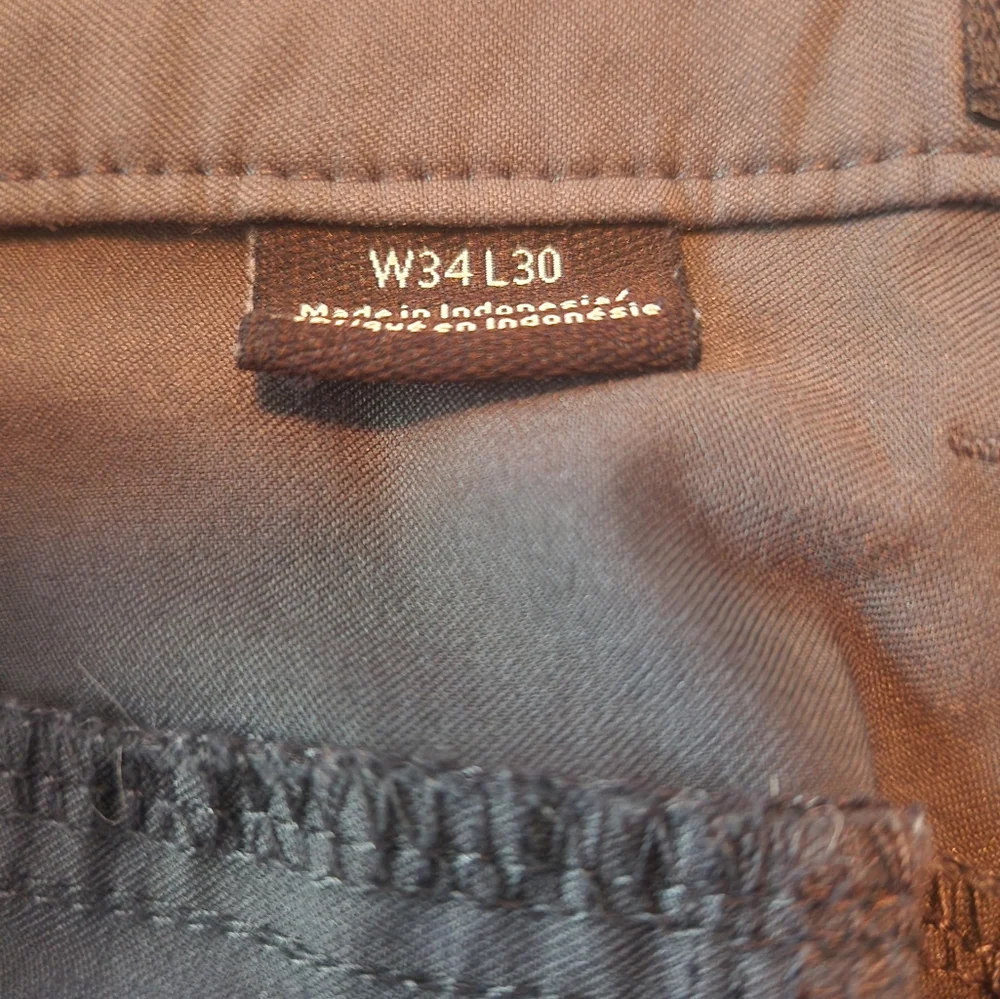 W34 L30
Made in Indonesia/
Fabriqué en Indonésie